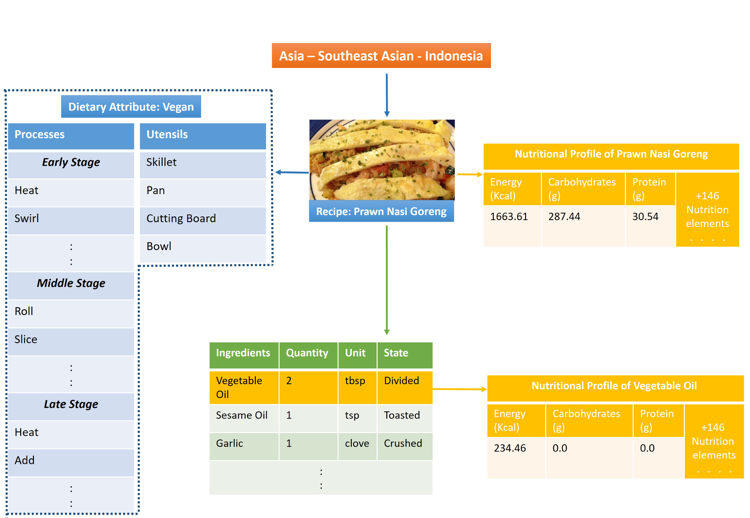 Asia – Southeast Asian - Indonesia
Dietary Attribute: Vegan
Processes
Utensils
Early Stage
Skillet
Heat
Pan
Swirl
Cutting Board
:
Bowl
:
Middle Stage
Roll
Slice
:
:
Late Stage
Heat
Add
:
:
Recipe: Prawn Nasi Goreng
Nutritional Profile of Prawn Nasi Goreng
Energy
(Kcal)
Carbohydrates
(g)
Protein
(g)
+146
Nutrition
elements
. . . .
1663.61
287.44
30.54
Ingredients Quantity Unit State
Vegetable
Oil
2 tbsp Divided
Sesame Oil 1 tsp Toasted
Garlic 1 clove Crushed
:
:
Nutritional Profile of Vegetable Oil
Energy
(Kcal)
Carbohydrates
(g)
Protein
(g)
+146
Nutrition
elements
. . . .
234.46
0.0
0.0